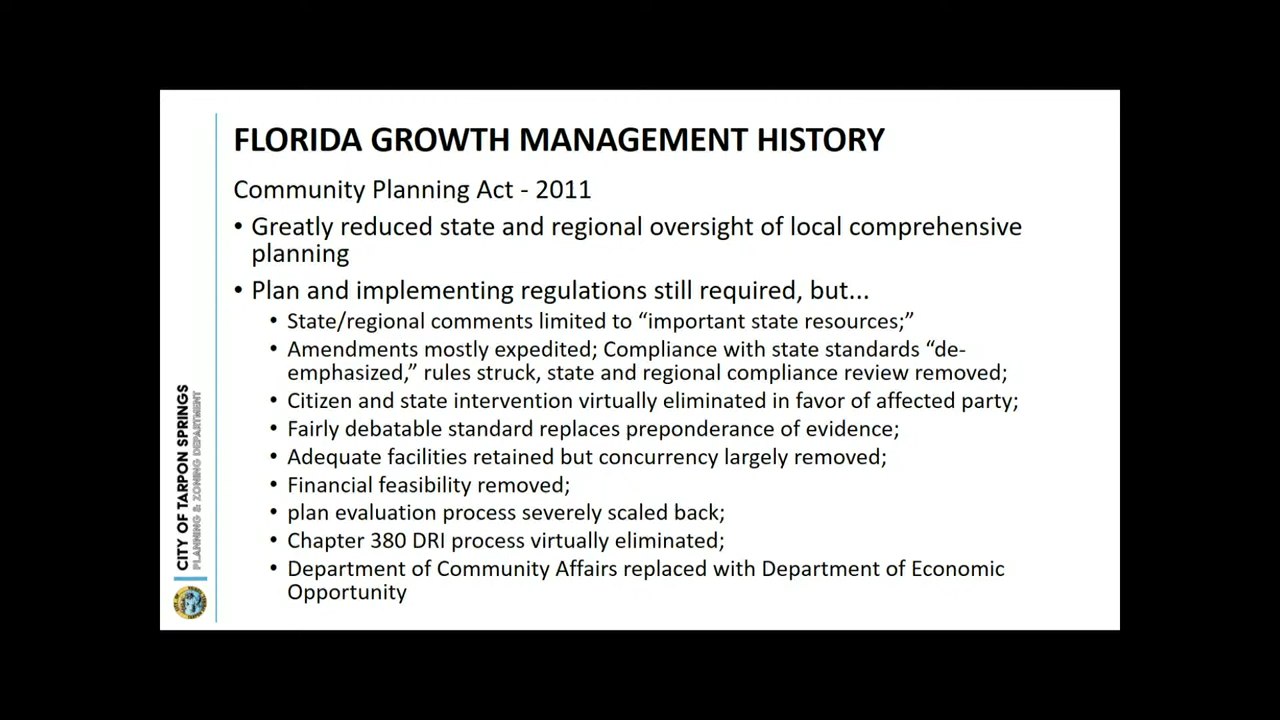 FLORIDA GROWTH MANAGEMENT HISTORY
Community Planning Act - 2011
• Greatly reduced state and regional oversight of local comprehensive
planning
• Plan and implementing regulations still required, but...
• State/regional comments limited to “important state resources;”
• Amendments mostly expedited; Compliance with state standards “de-
emphasized,” rules struck, state and regional compliance review removed;
• Citizen and state intervention virtually eliminated in favor of affected party;
• Fairly debatable standard replaces preponderance of evidence;
• Adequate facilities retained but concurrency largely removed;
• Financial feasibility removed;
• plan evaluation process severely scaled back;
• Chapter 380 DRI process virtually eliminated;
• Department of Community Affairs replaced with Department of Economic
Opportunity
CITY OF TARPON SPRINGS
PLANNING & ZONING DEPARTMENT